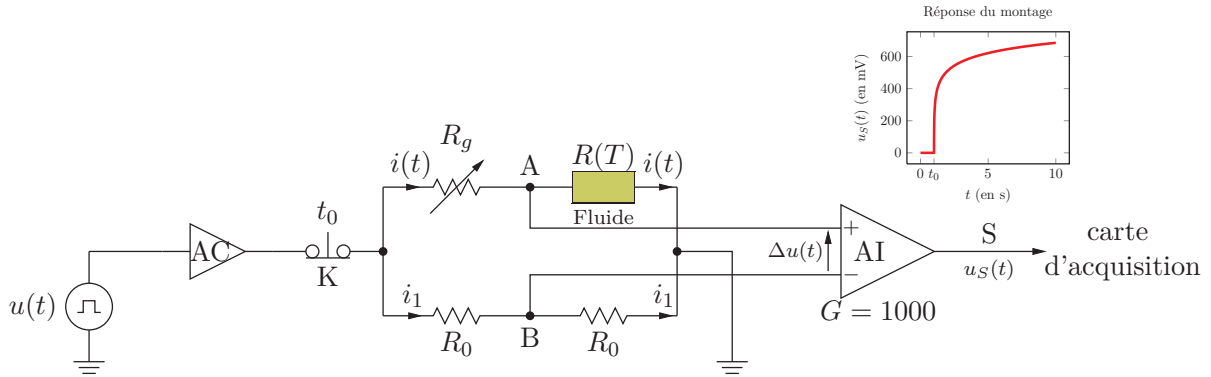 Réponse du montage
600
400
200
0
u_S(t) (en mV)
0 t_0 5 10
t (en s)
R_g
R(T)
i(t) A i(t)
Fluide
t_0
AC
K
S
carte
+
Δu(t) AI
−
u_S(t)
d'acquisition
u(t)
i_1 i_1
G = 1000
R_0 B R_0